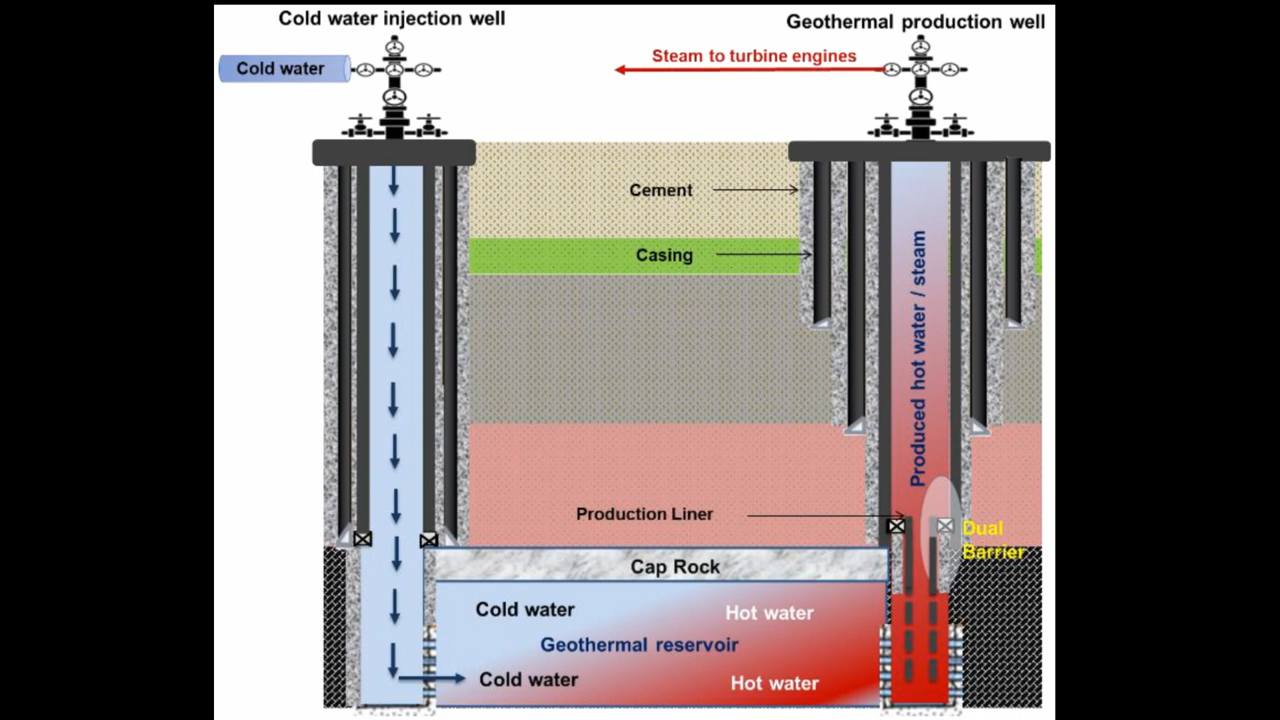 Cold water injection well
Geothermal production well
Cold water
Steam to turbine engines
Cement
Casing
Produced hot water / steam
Production Liner
Dual
Barrier
Cap Rock
Cold water
Hot water
Geothermal reservoir
Cold water
Hot water